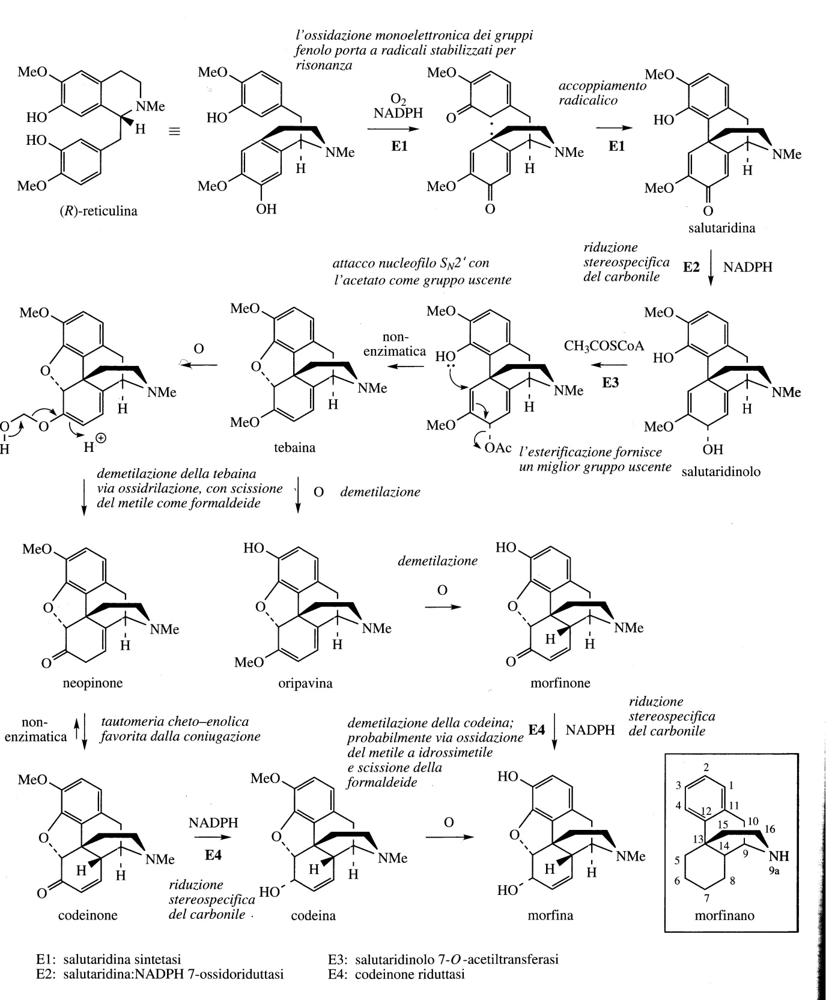 l'ossidazione monoelettronica dei gruppi
fenolo porta a radicali stabilizzati per
risonanza
MeO
HO
HO
MeO
NMe
H
(R)-reticulina
≡
MeO
HO
MeO
OH
H
NMe
O₂
NADPH
E1
MeO
O
MeO
O
H
NMe
accoppiamento
radicalico
E1
MeO
HO
MeO
O
H
NMe
salutaridina
riduzione
stereospecifica
del carbonile
E2
NADPH
attacco nucleofilo SN2' con
l'acetato come gruppo uscente
MeO
O
H
O
O
H⊕
H
NMe
O
MeO
O
MeO
H
NMe
tebaina
non-
enzimatica
MeO
HO
MeO
OAc
H
NMe
CH₃COSCoA
E3
MeO
HO
MeO
OH
H
NMe
salutaridinolo
l'esterificazione fornisce
un miglior gruppo uscente
demetilazione della tebaina
via ossidrilazione, con scissione
del metile come formaldeide
O demetilazione
MeO
O
O
H
NMe
neopinone
HO
O
MeO
H
NMe
oripavina
demetilazione
O
HO
O
H
O
H
NMe
morfinone
non-
enzimatica
tautomeria cheto–enolica
favorita dalla coniugazione
demetilazione della codeina;
probabilmente via ossidazione
del metile a idrossimetile
e scissione della
formaldeide
E4
NADPH
riduzione
stereospecifica
del carbonile
MeO
O
H
O
H
NMe
codeinone
NADPH
E4
riduzione
stereospecifica
del carbonile
MeO
O
H
HO
H
NMe
codeina
O
HO
O
H
HO
H
NMe
morfina
2
3
1
4
11
12
10
15
16
13
14
9
NH
9a
5
6
8
7
morfinano
E1: salutaridina sintetasi
E2: salutaridina:NADPH 7-ossidoriduttasi
E3: salutaridinolo 7-O-acetiltransferasi
E4: codeinone riduttasi